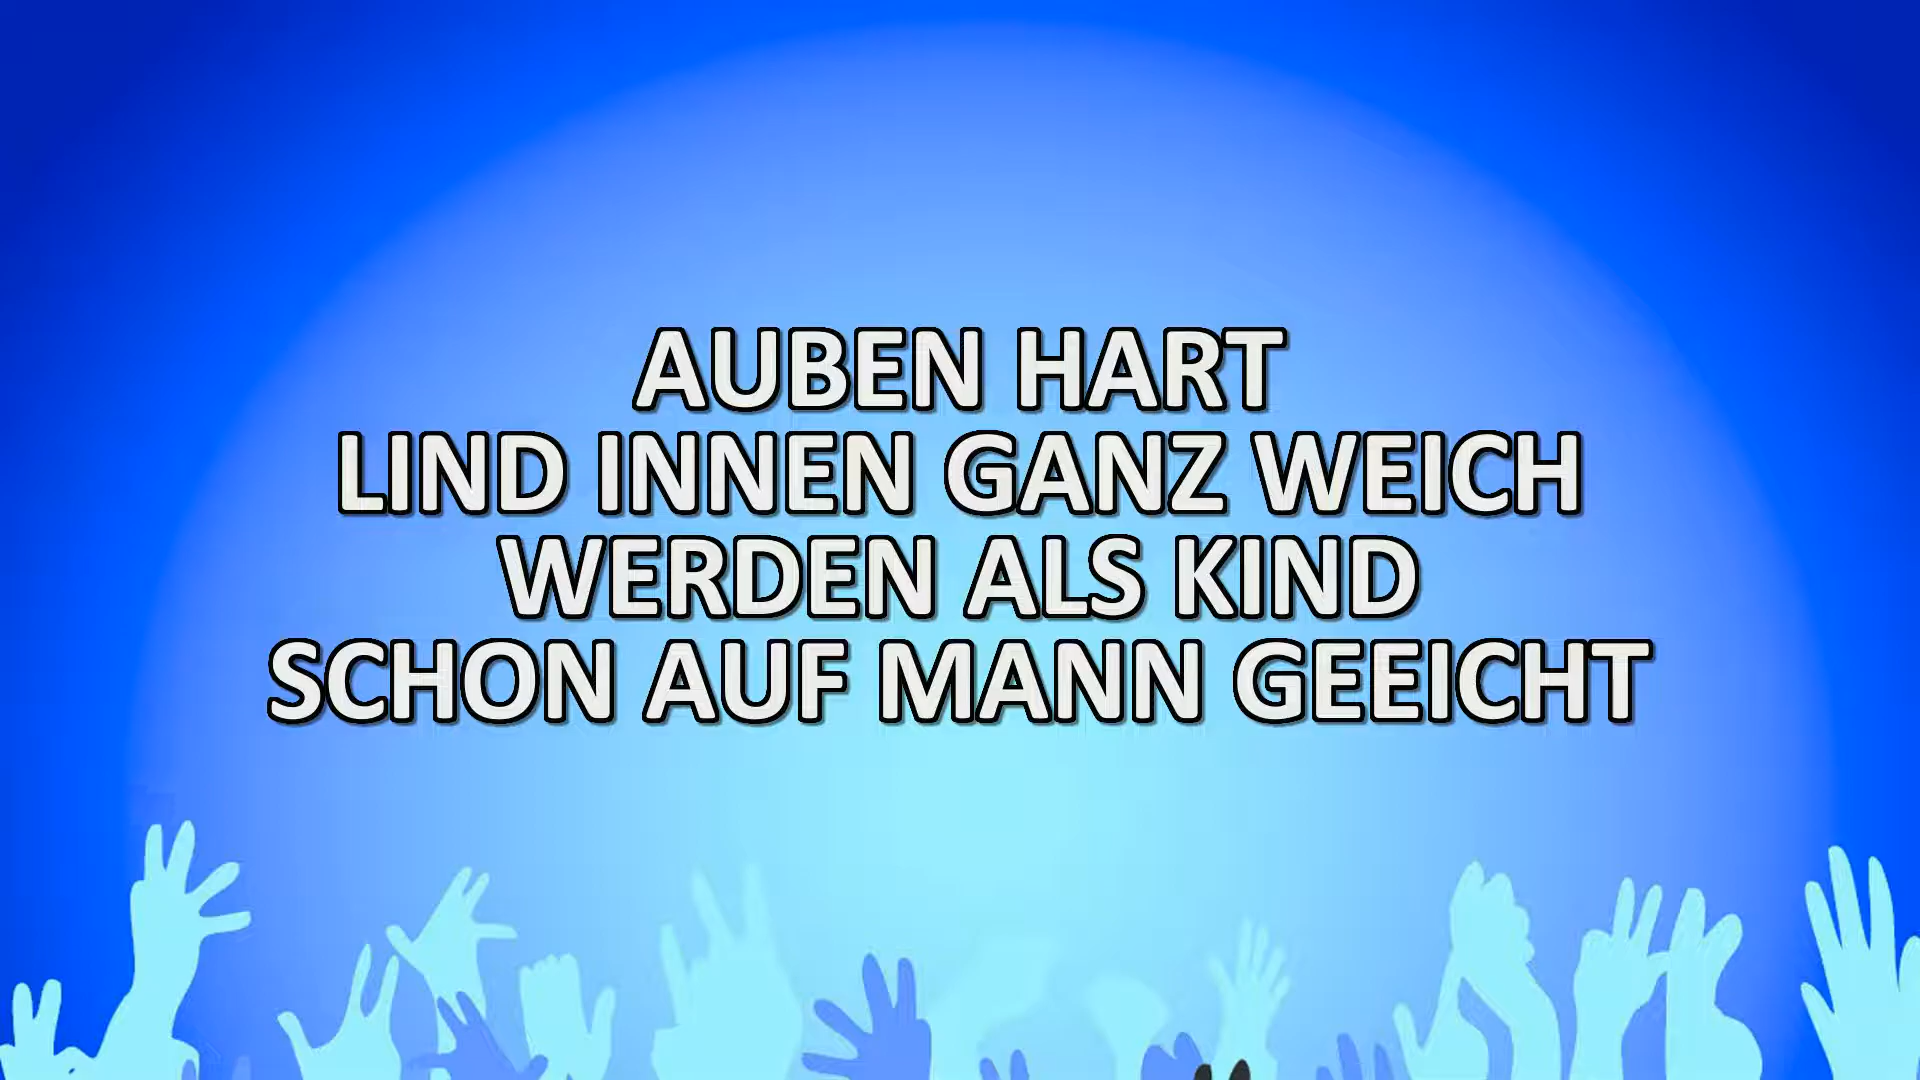 AUBEN HART
LIND INNEN GANZ WEICH
WERDEN ALS KIND
SCHON AUF MANN GEEICHT